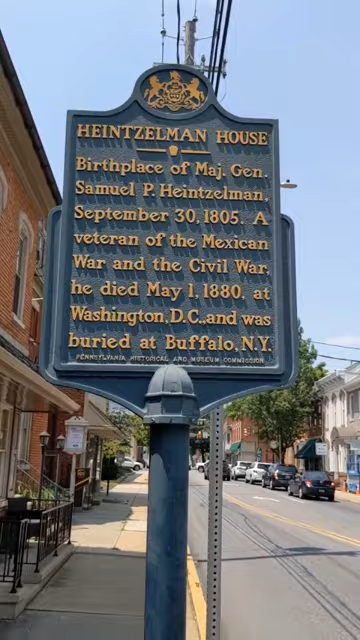 HEINTZELMAN HOUSE
Birthplace of Maj. Gen.
Samuel P. Heintzelman,
September 30, 1805. A
veteran of the Mexican
War and the Civil War,
he died May 1, 1880, at
Washington, D.C., and was
buried at Buffalo, N.Y.
PENNSYLVANIA HISTORICAL AND MUSEUM COMMISSION